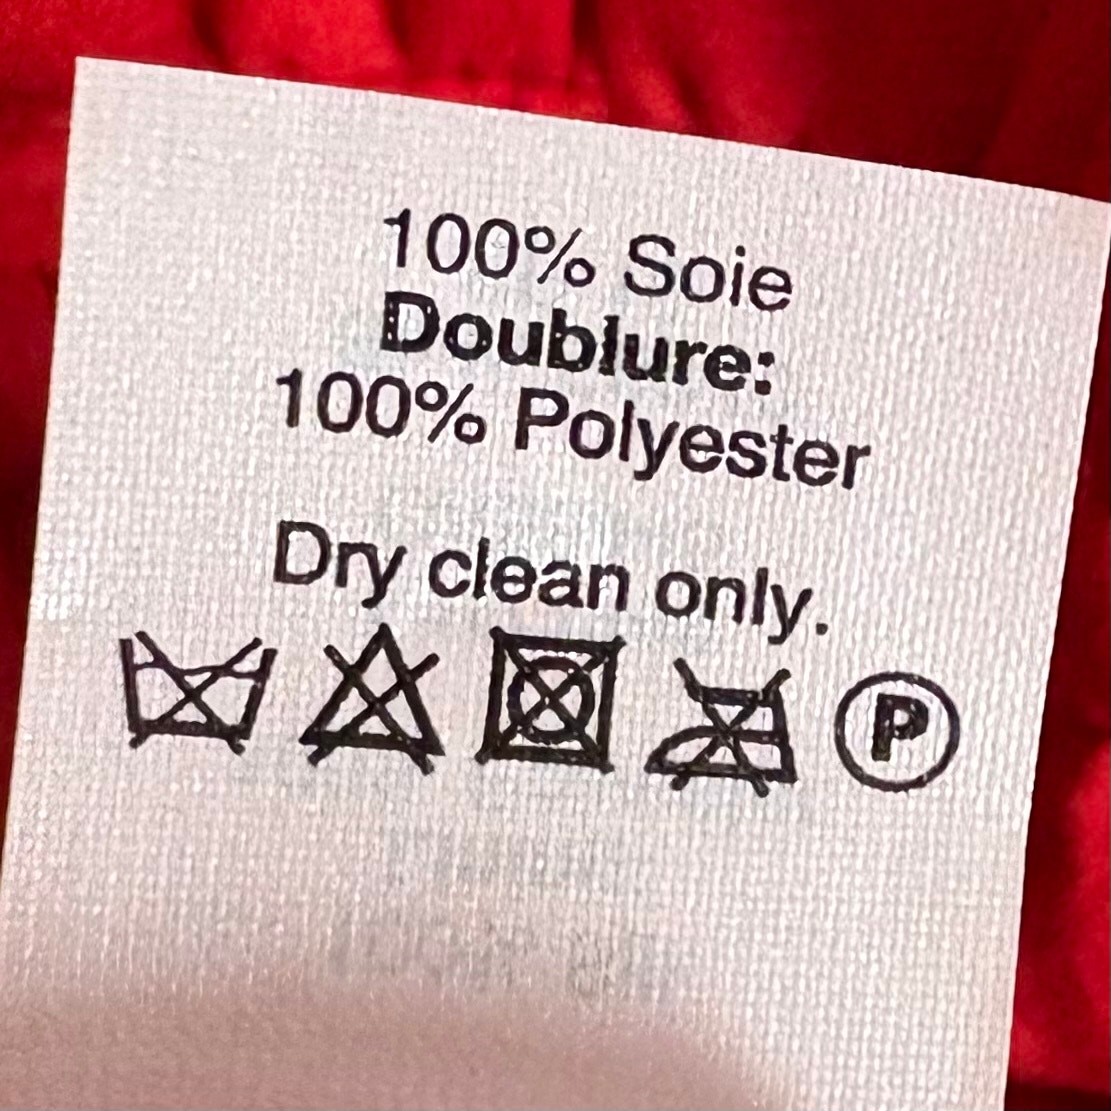 100% Soie
Doublure:
100% Polyester
Dry clean only.
P